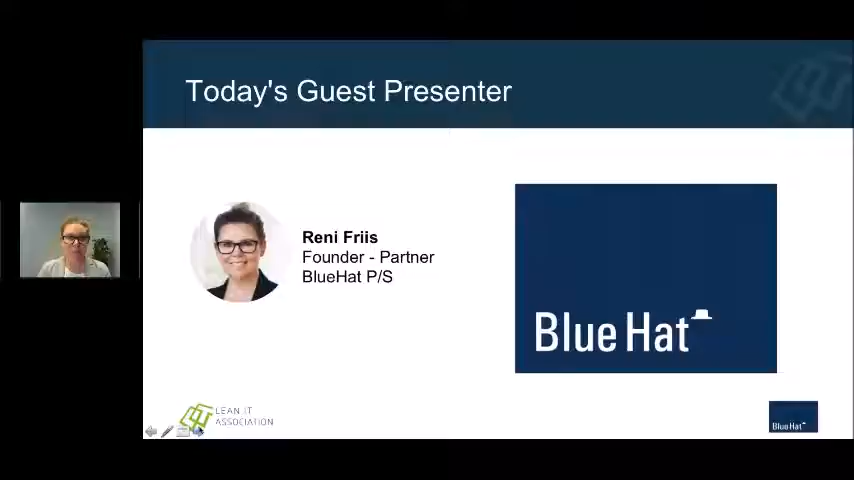 Today's Guest Presenter
Reni Friis
Founder - Partner
BlueHat P/S
Blue Hat
LEAN IT
ASSOCIATION
Blue Hat